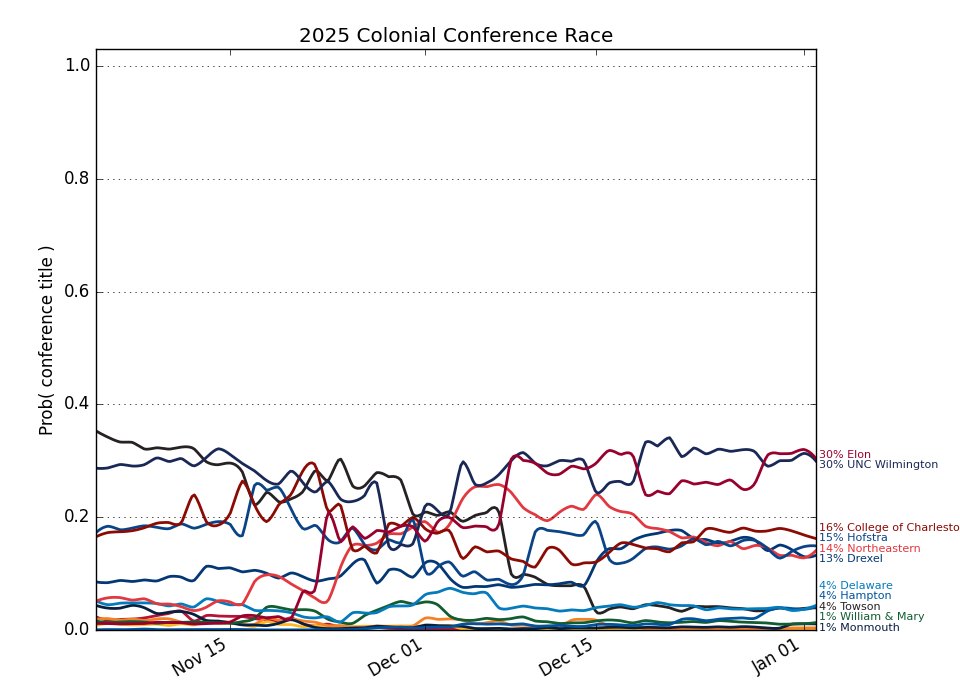 2025 Colonial Conference Race
Prob( conference title )
1.0
0.8
0.6
0.4
0.2
0.0
Nov 15
Dec 01
Dec 15
Jan 01
30% Elon
30% UNC Wilmington
16% College of Charlesto
15% Hofstra
14% Northeastern
13% Drexel
4% Delaware
4% Hampton
4% Towson
1% William & Mary
1% Monmouth